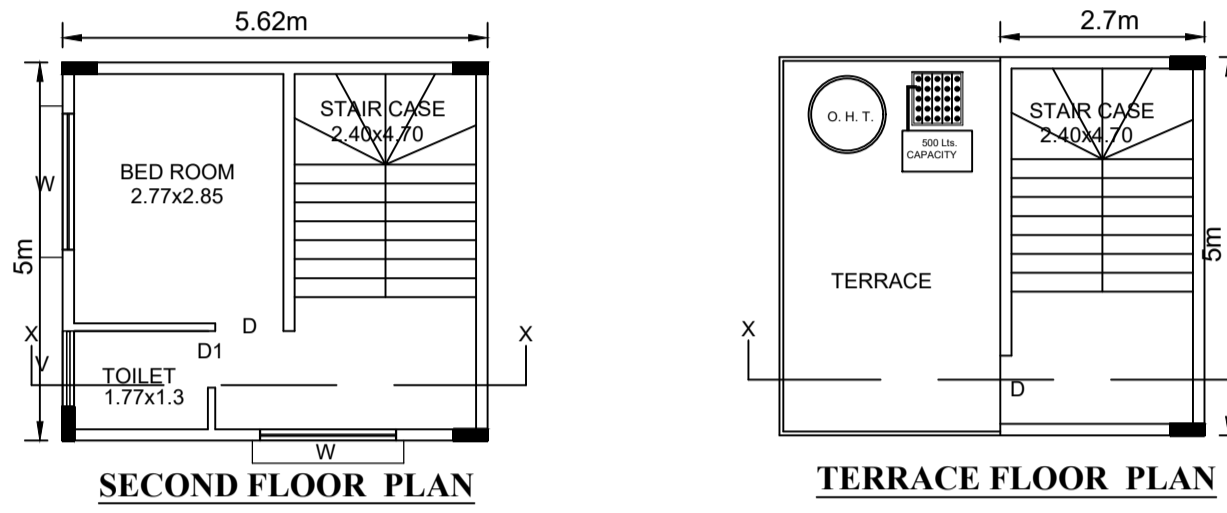 5.62m
STAIR CASE
2.40x4.70
BED ROOM
2.77x2.85
W
5m
D
X
X
D1
V
TOILET
1.77x1.3
W
SECOND FLOOR PLAN
2.7m
O. H. T.
500 Lts.
CAPACITY
STAIR CASE
2.40x4.70
5m
TERRACE
X
D
TERRACE FLOOR PLAN